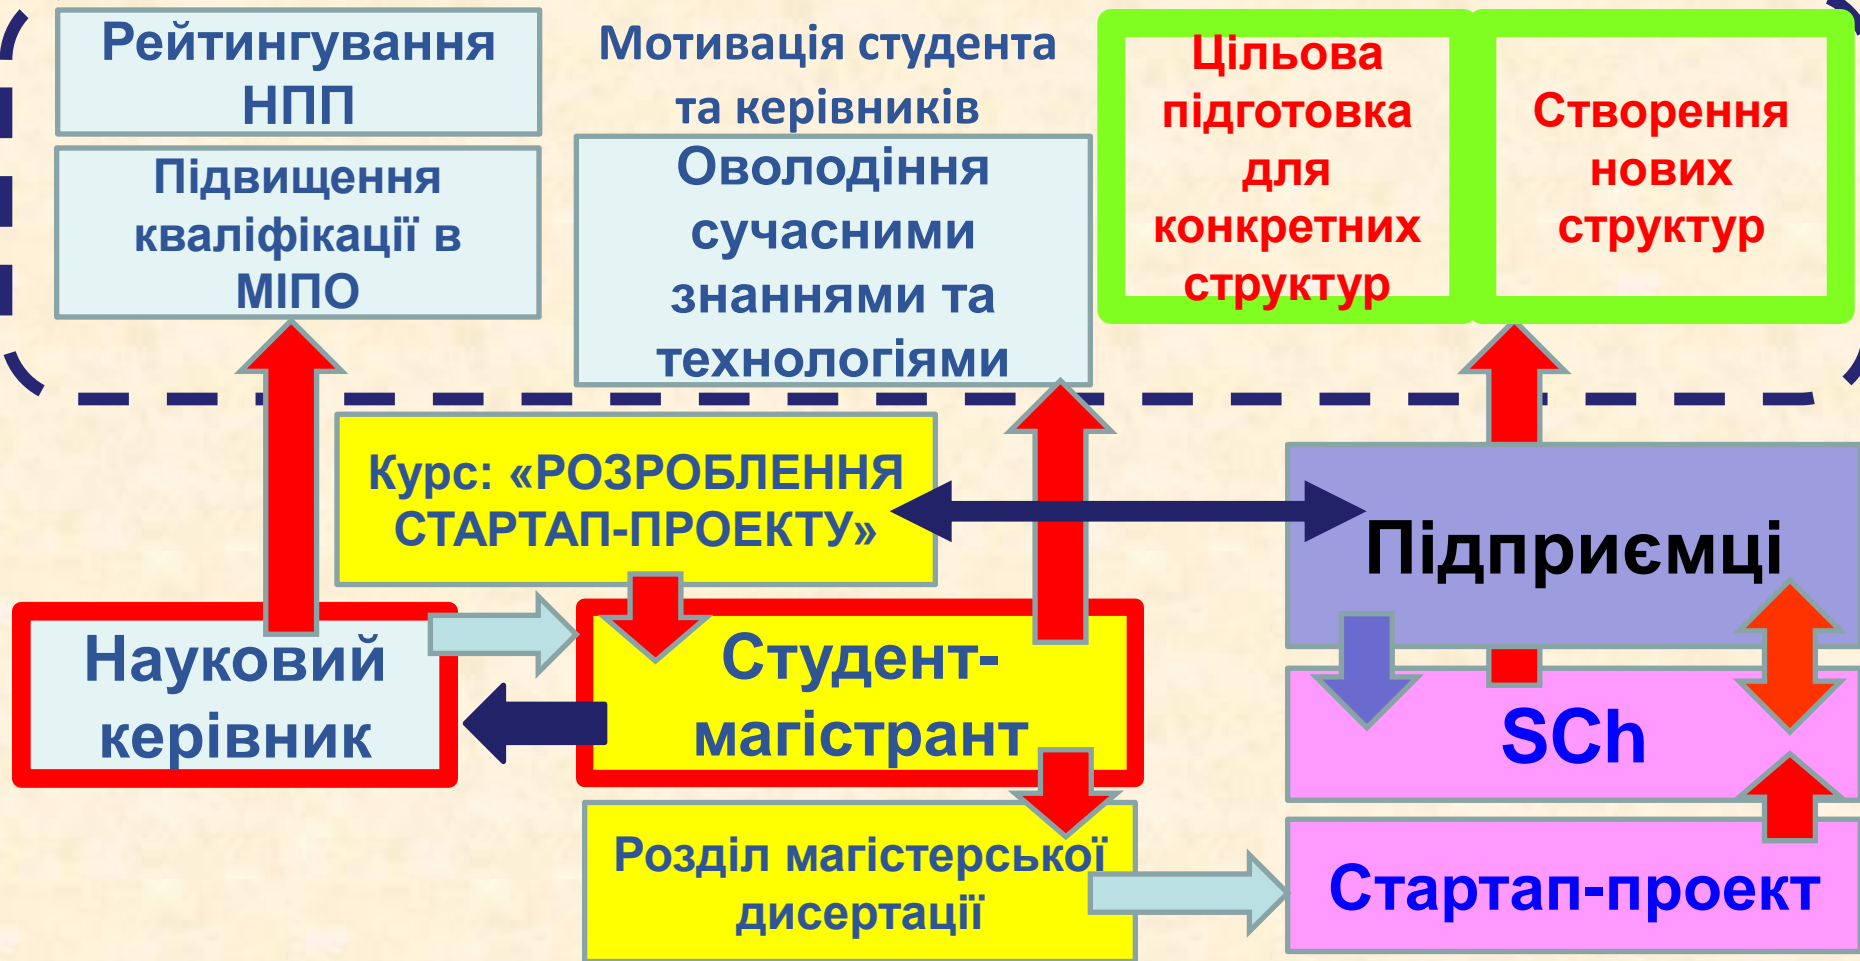 Рейтингування
НПП
Підвищення
кваліфікації в
МІПО
Мотивація студента
та керівників
Оволодіння
сучасними
знаннями та
технологіями
Цільова
підготовка
для
конкретних
структур
Створення
нових
структур
Курс: «РОЗРОБЛЕННЯ
СТАРТАП-ПРОЕКТУ»
Підприємці
Науковий
керівник
Студент-
магістрант
SCh
Розділ магістерської
дисертації
Стартап-проект